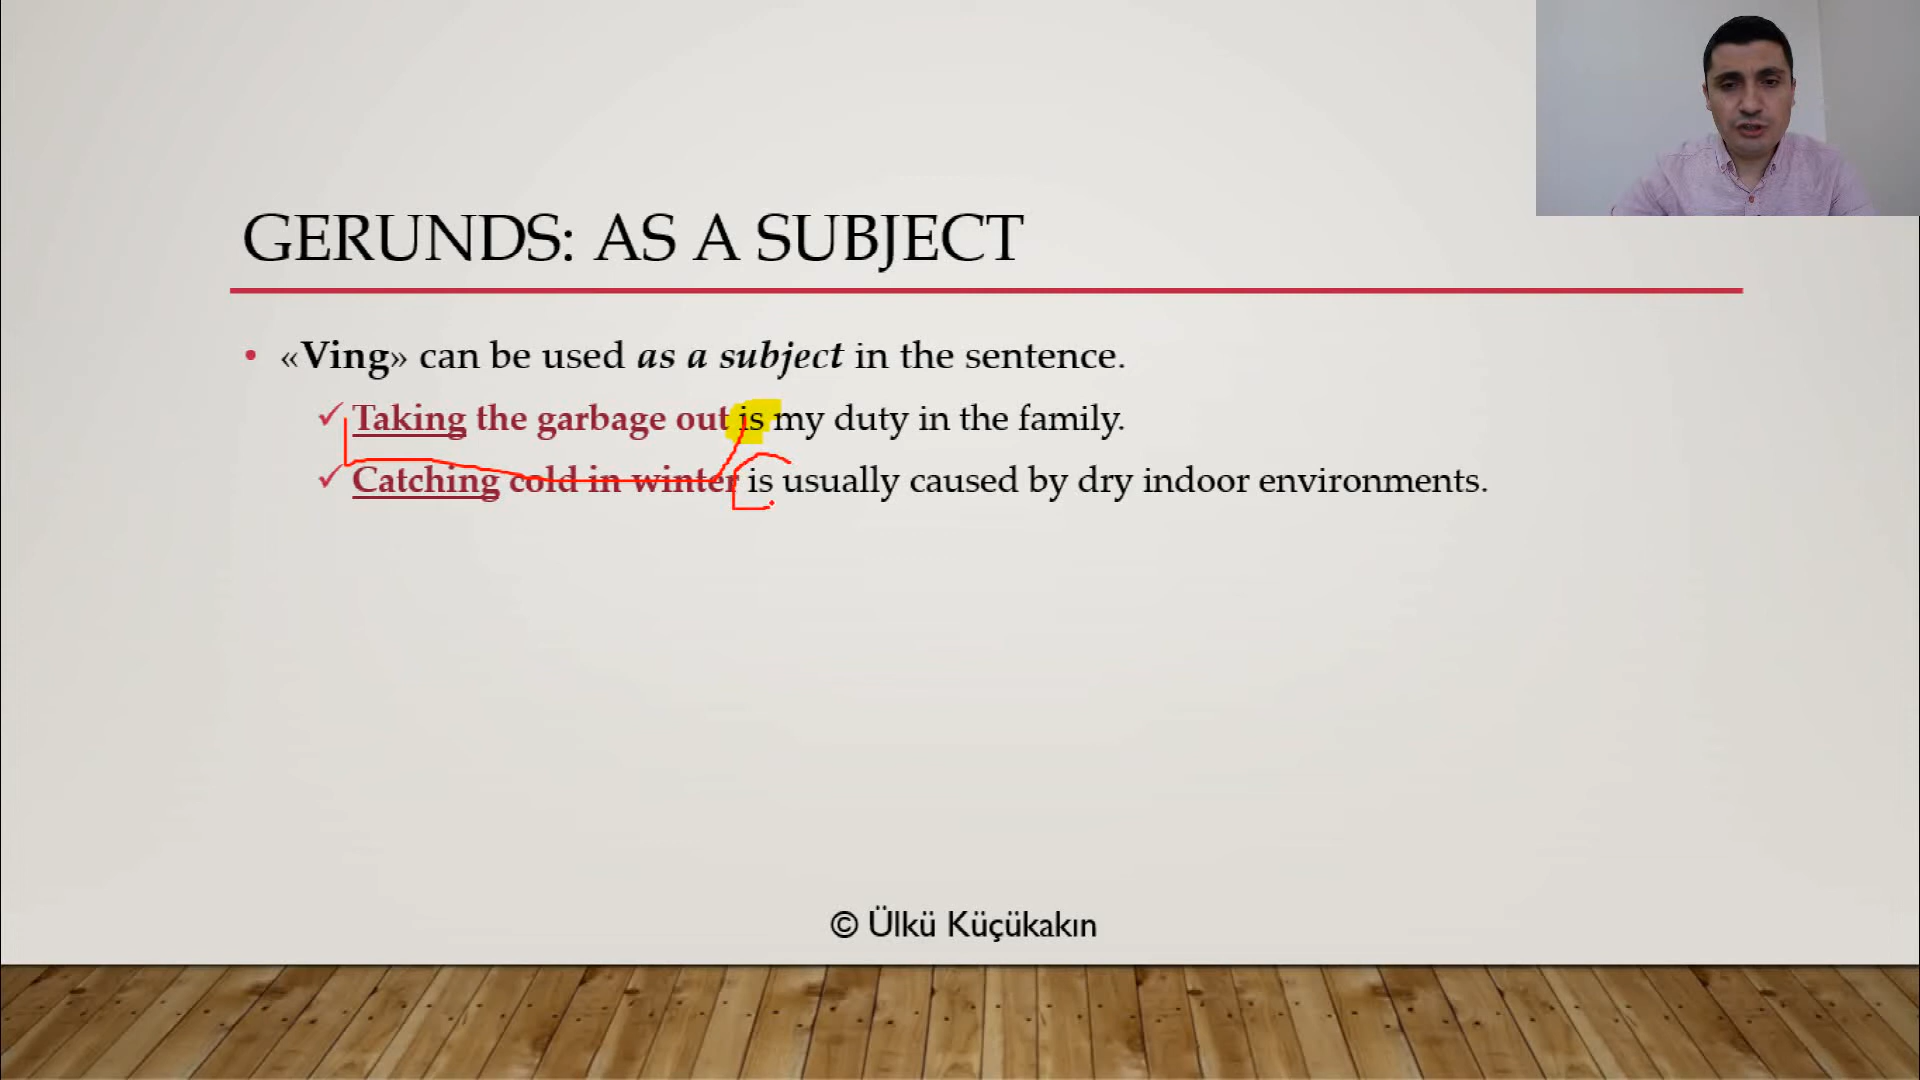 GERUNDS: AS A SUBJECT
• «Ving» can be used as a subject in the sentence.
✓ Taking the garbage out is my duty in the family.
✓ Catching cold in winter is usually caused by dry indoor environments.
© Ülkü Küçükakın